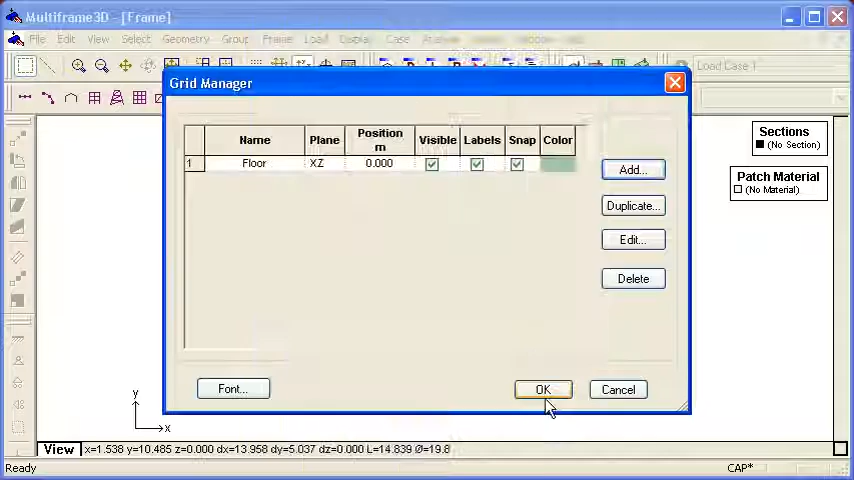 Multiframe3D - [Frame]
File Edit View Select Geometry Group Frame Load Display Case
Load Case 1
Grid Manager
Name Plane Position m Visible Labels Snap Color
1 Floor XZ 0.000
Add...
Duplicate...
Edit...
Delete
Font... OK Cancel
Sections
(No Section)
Patch Material
(No Material)
y
x
View x=1.538 y=10.485 z=0.000 dx=13.958 dy=5.037 dz=0.000 L=14.839 Ø=19.8
Ready CAP*